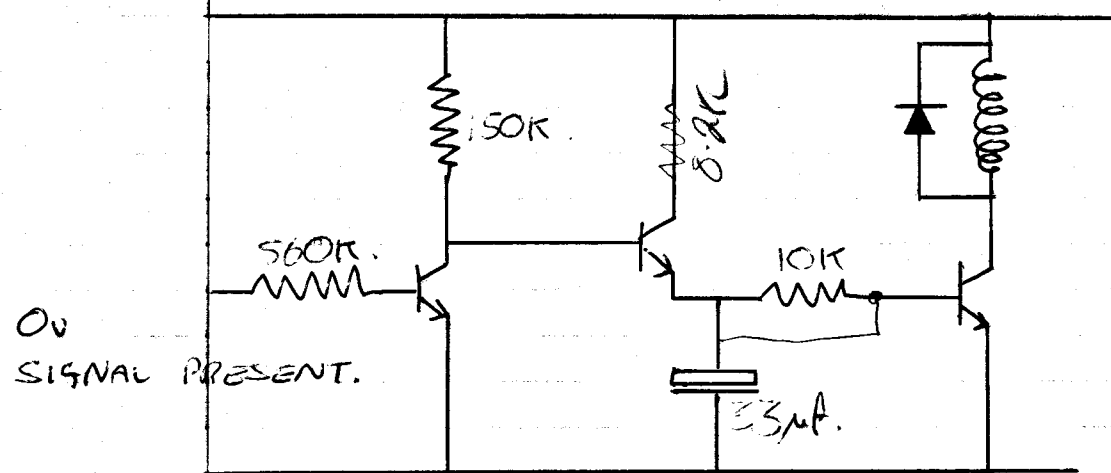 150K.
8.2K
560K.
10K
0v
SIGNAL PRESENT.
33µf.